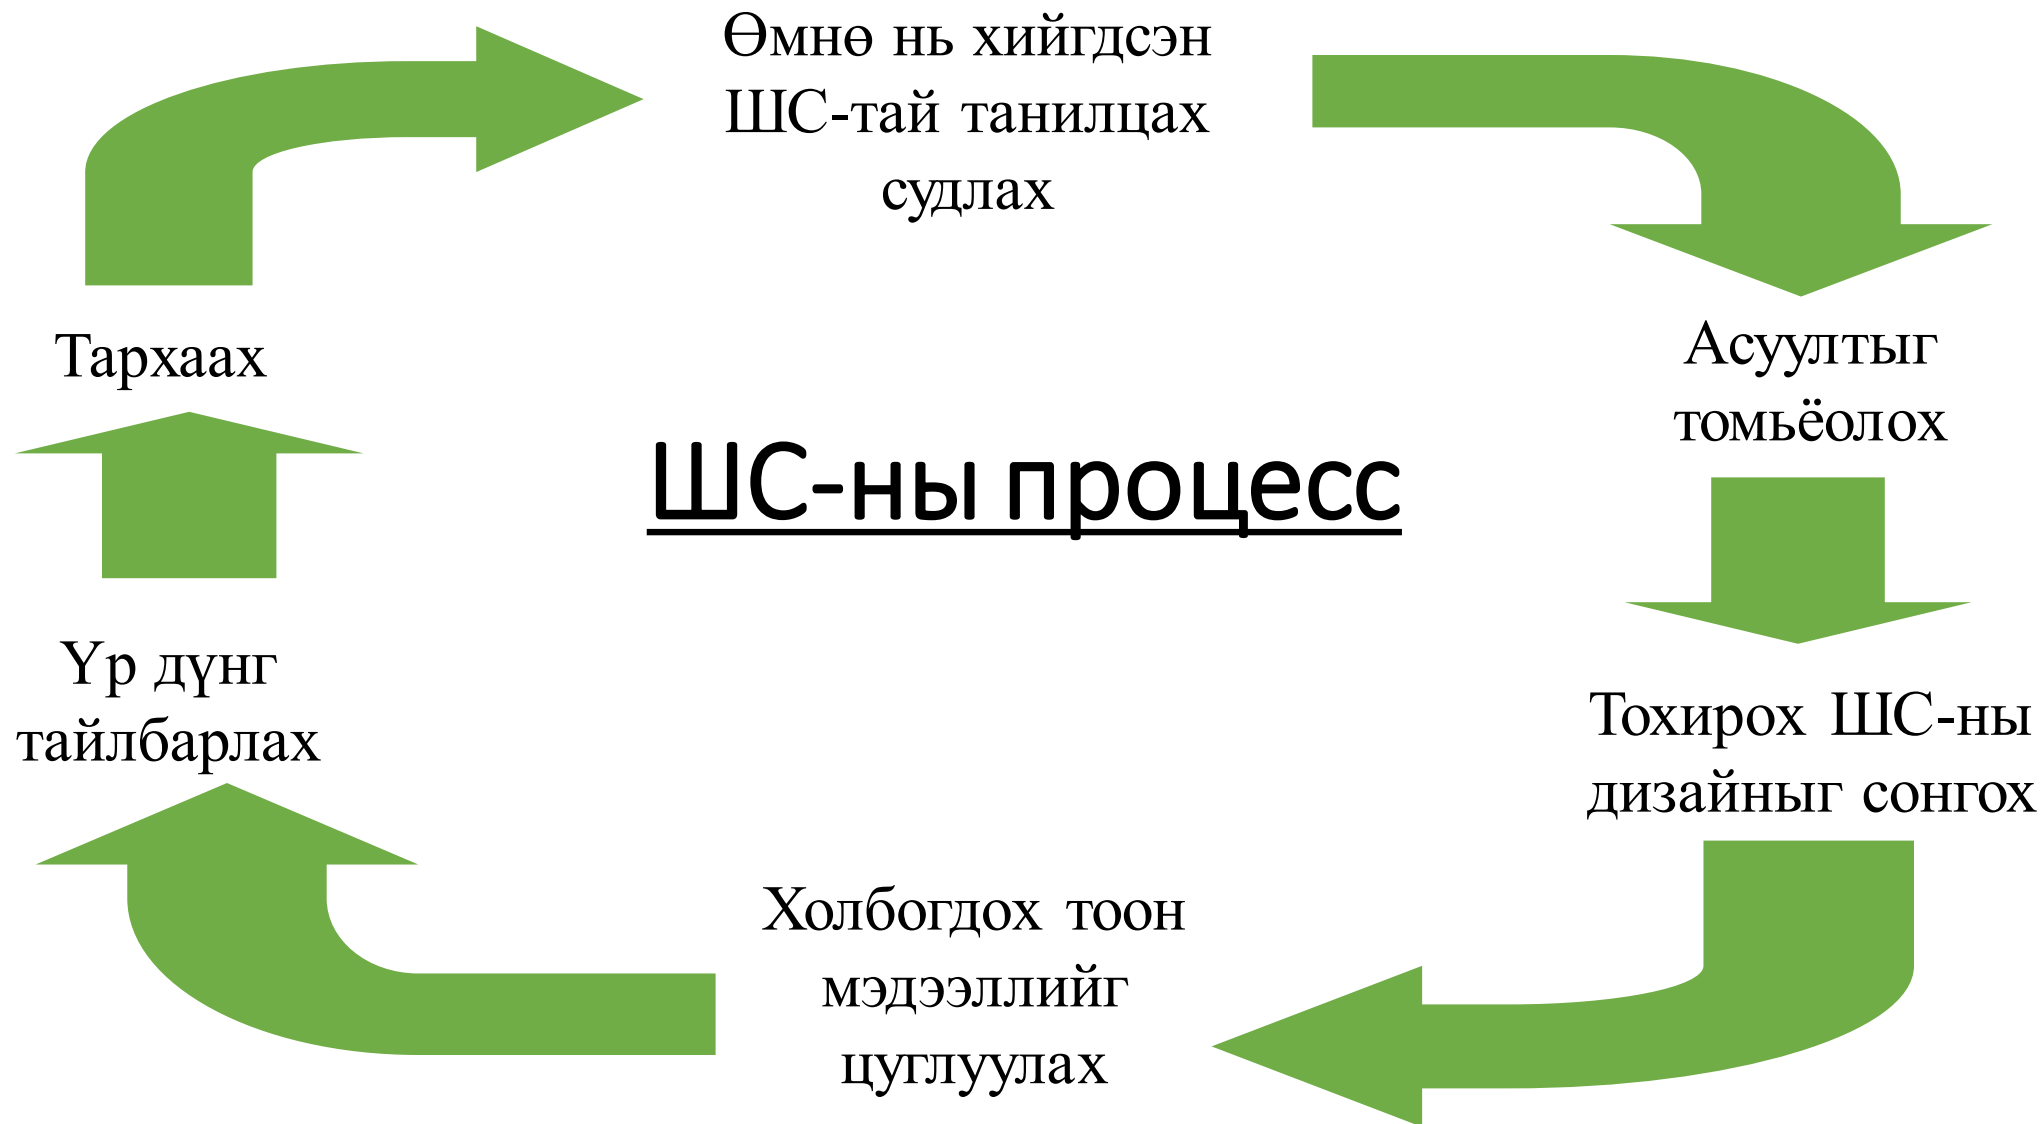 Өмнө нь хийгдсэн
ШС-тай танилцах
судлах
Тархаах
Асуултыг
томьёолох
ШС-ны процесс
Үр дүнг
тайлбарлах
Тохирох ШС-ны
дизайныг сонгох
Холбогдох тоон
мэдээллийг
цуглуулах